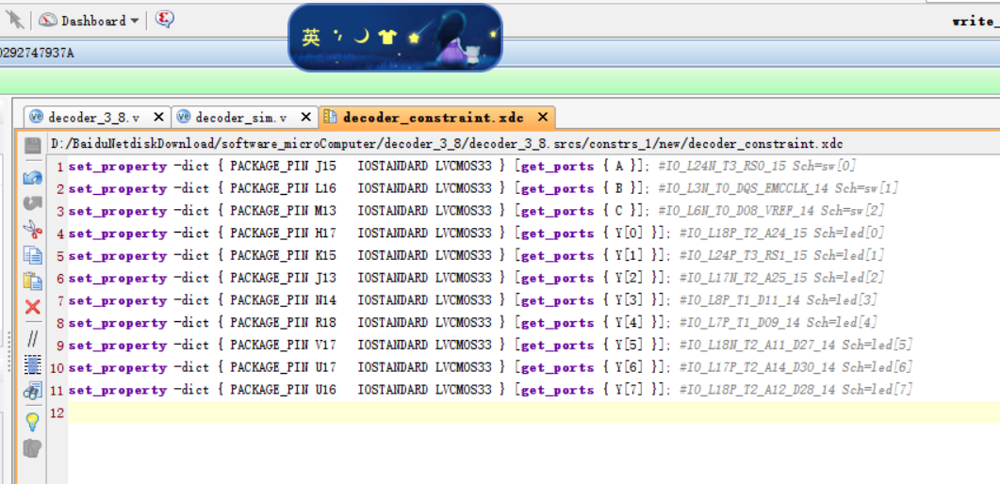 Dashboard
write_
0292747937A
英
decoder_3_8.v
decoder_sim.v
decoder_constraint.xdc
D:/BaiduNetdiskDownload/software_microComputer/decoder_3_8/decoder_3_8.srcs/constrs_1/new/decoder_constraint.xdc
1 set_property -dict { PACKAGE_PIN J15 IOSTANDARD LVCMOS33 } [get_ports { A }]; #IO_L24N_T3_RS0_15 Sch=sw[0]
2 set_property -dict { PACKAGE_PIN L16 IOSTANDARD LVCMOS33 } [get_ports { B }]; #IO_L3N_T0_DQS_EMCCLK_14 Sch=sw[1]
3 set_property -dict { PACKAGE_PIN M13 IOSTANDARD LVCMOS33 } [get_ports { C }]; #IO_L6N_T0_D08_VREF_14 Sch=sw[2]
4 set_property -dict { PACKAGE_PIN H17 IOSTANDARD LVCMOS33 } [get_ports { Y[0] }]; #IO_L18P_T2_A24_15 Sch=led[0]
5 set_property -dict { PACKAGE_PIN K15 IOSTANDARD LVCMOS33 } [get_ports { Y[1] }]; #IO_L24P_T3_RS1_15 Sch=led[1]
6 set_property -dict { PACKAGE_PIN J13 IOSTANDARD LVCMOS33 } [get_ports { Y[2] }]; #IO_L17N_T2_A25_15 Sch=led[2]
7 set_property -dict { PACKAGE_PIN N14 IOSTANDARD LVCMOS33 } [get_ports { Y[3] }]; #IO_L8P_T1_D11_14 Sch=led[3]
8 set_property -dict { PACKAGE_PIN R18 IOSTANDARD LVCMOS33 } [get_ports { Y[4] }]; #IO_L7P_T1_D09_14 Sch=led[4]
9 set_property -dict { PACKAGE_PIN V17 IOSTANDARD LVCMOS33 } [get_ports { Y[5] }]; #IO_L18N_T2_A11_D27_14 Sch=led[5]
10 set_property -dict { PACKAGE_PIN U17 IOSTANDARD LVCMOS33 } [get_ports { Y[6] }]; #IO_L17P_T2_A14_D30_14 Sch=led[6]
11 set_property -dict { PACKAGE_PIN U16 IOSTANDARD LVCMOS33 } [get_ports { Y[7] }]; #IO_L18P_T2_A12_D28_14 Sch=led[7]
12